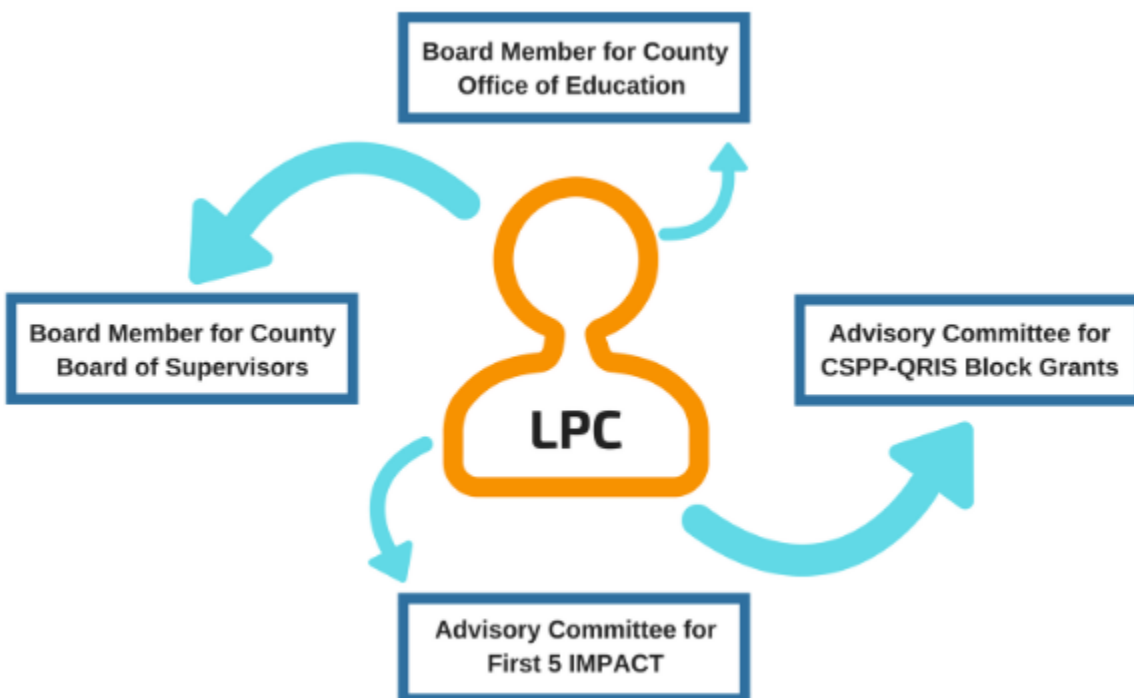 Board Member for County
Office of Education
Board Member for County
Board of Supervisors
Advisory Committee for
CSPP-QRIS Block Grants
LPC
Advisory Committee for
First 5 IMPACT